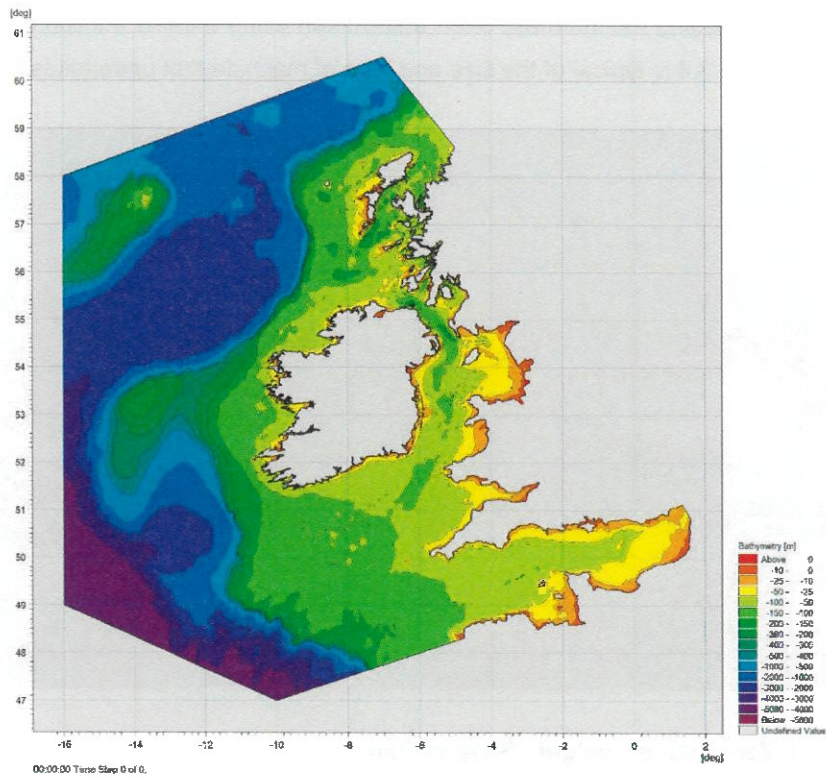 [deg]
61
60
59
58
57
56
55
54
53
52
51
50
49
48
47
-16 -14 -12 -10 -8 -6 -4 -2 0 2
[deg]
00:00:00 Time Step 0 of 0.
Bathymetry [m]
Above 0
-10 - 0
-25 - -10
-50 - -25
-100 - -50
-150 - -100
-200 - -150
-300 - -200
-400 - -300
-500 - -400
-1000 - -500
-2000 - -1000
-3000 - -2000
-4000 - -3000
-5000 - -4000
Below -5000
Undefined Value